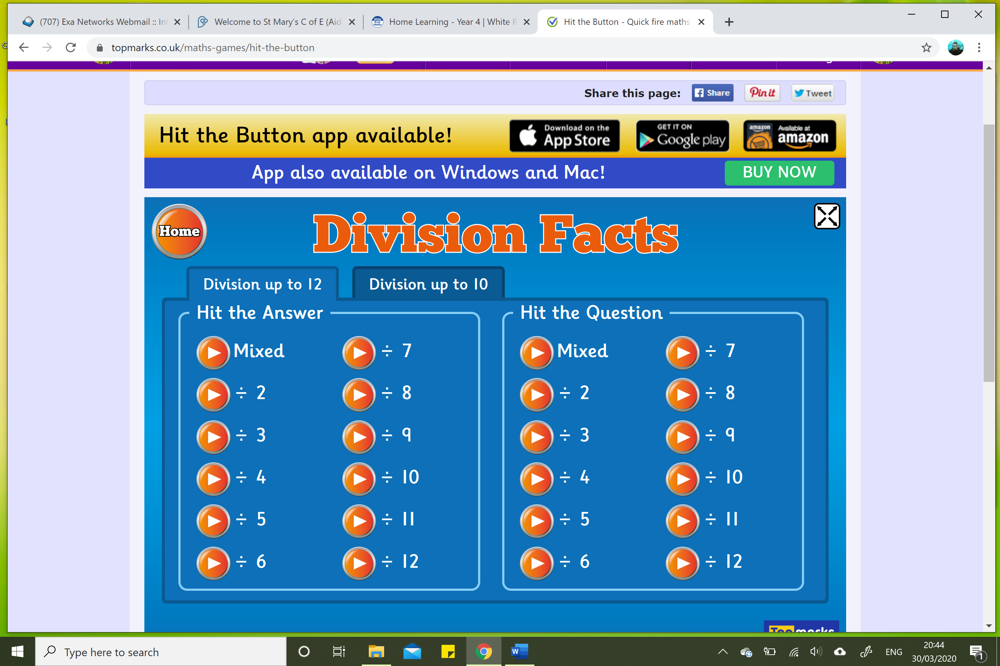 (707) Exa Networks Webmail :: In
Welcome to St Mary’s C of E (Aid
Home Learning - Year 4 | White R
Hit the Button - Quick fire maths
topmarks.co.uk/maths-games/hit-the-button
Share this page:
Share
Pin it
Tweet
Hit the Button app available!
Download on the
App Store
GET IT ON
Google play
amazon
Available at
amazon
App also available on Windows and Mac!
BUY NOW
Home
Division Facts
Division up to 12
Division up to 10
Hit the Answer
Mixed
÷ 2
÷ 3
÷ 4
÷ 5
÷ 6
÷ 7
÷ 8
÷ 9
÷ 10
÷ 11
÷ 12
Hit the Question
Mixed
÷ 2
÷ 3
÷ 4
÷ 5
÷ 6
÷ 7
÷ 8
÷ 9
÷ 10
÷ 11
÷ 12
Topmarks
Type here to search
W
ENG
20:44
30/03/2020
1